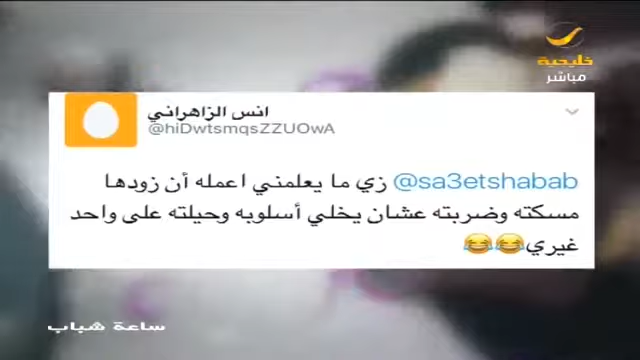 خليجية
مباشر
انس الزاهراني
@hiDwtsmqsZZUOwA
@sa3etshabab زي ما يعلمني اعمله أن زودها
مسكته وضربته عشان يخلي أسلوبه وحيلته على واحد
غيري😂😂
ساعة شباب